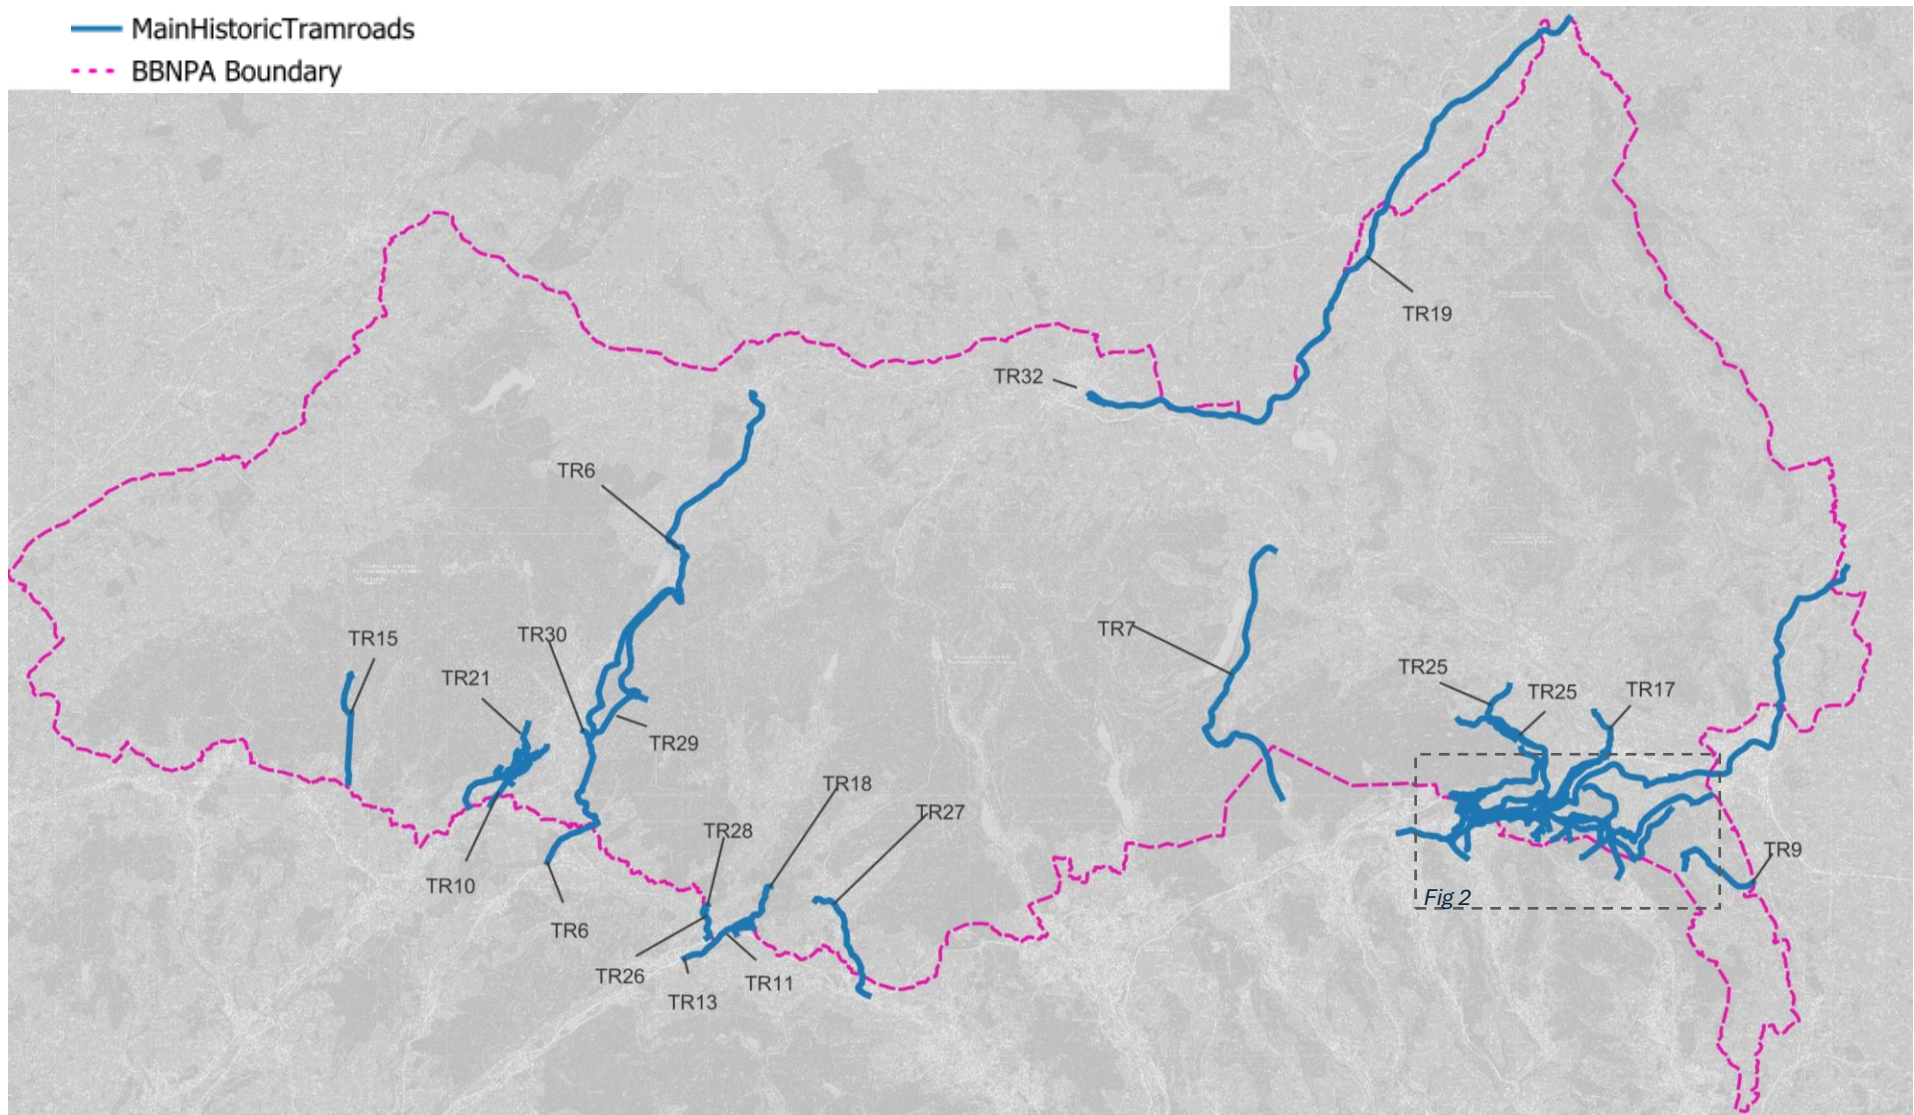 MainHistoricTramroads
BBNPA Boundary
TR19
TR32
TR6
TR7
TR15
TR30
TR21
TR25
TR25
TR17
TR29
TR18
TR27
TR28
TR9
TR10
Fig 2
TR6
TR26
TR11
TR13